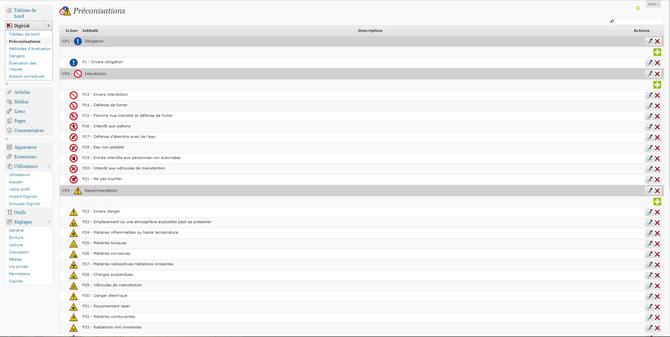 Tableau de
bord
Digirisk
Tableau de bord
Préconisations
Méthodes d'évaluation
Dangers
Évaluation des
risques
Actions correctives
Articles
Médias
Liens
Pages
Commentaires
Apparence
Extensions
Utilisateurs
Utilisateurs
Ajouter
Votre profil
Import Digirisk
Groupes Digirisk
Outils
Réglages
Général
Écriture
Lecture
Discussion
Médias
Vie privée
Permaliens
Digirisk
Préconisations
Aide
Icône Intitulé Description Actions
CP1 - Obligation
P1 - Divers obligation
CP2 - Interdiction
P13 - Divers interdiction
P14 - Défense de fumer
P15 - Flamme nue interdite et défense de fumer
P16 - Interdit aux piétons
P17 - Défense d'éteindre avec de l'eau
P18 - Eau non potable
P19 - Entrée interdite aux personnes non autorisées
P20 - Interdit aux véhicules de manutention
P21 - Ne pas toucher
CP3 - Recommandation
P22 - Divers danger
P23 - Emplacement où une atmosphère explosible peut se présenter
P24 - Matières inflammables ou haute température
P25 - Matières toxiques
P26 - Matières corrosives
P27 - Matières radioactives radiations ionisantes
P28 - Charges suspendues
P29 - Véhicules de manutention
P30 - Danger électrique
P31 - Rayonnement laser
P32 - Matières comburantes
P33 - Radiations non ionisantes